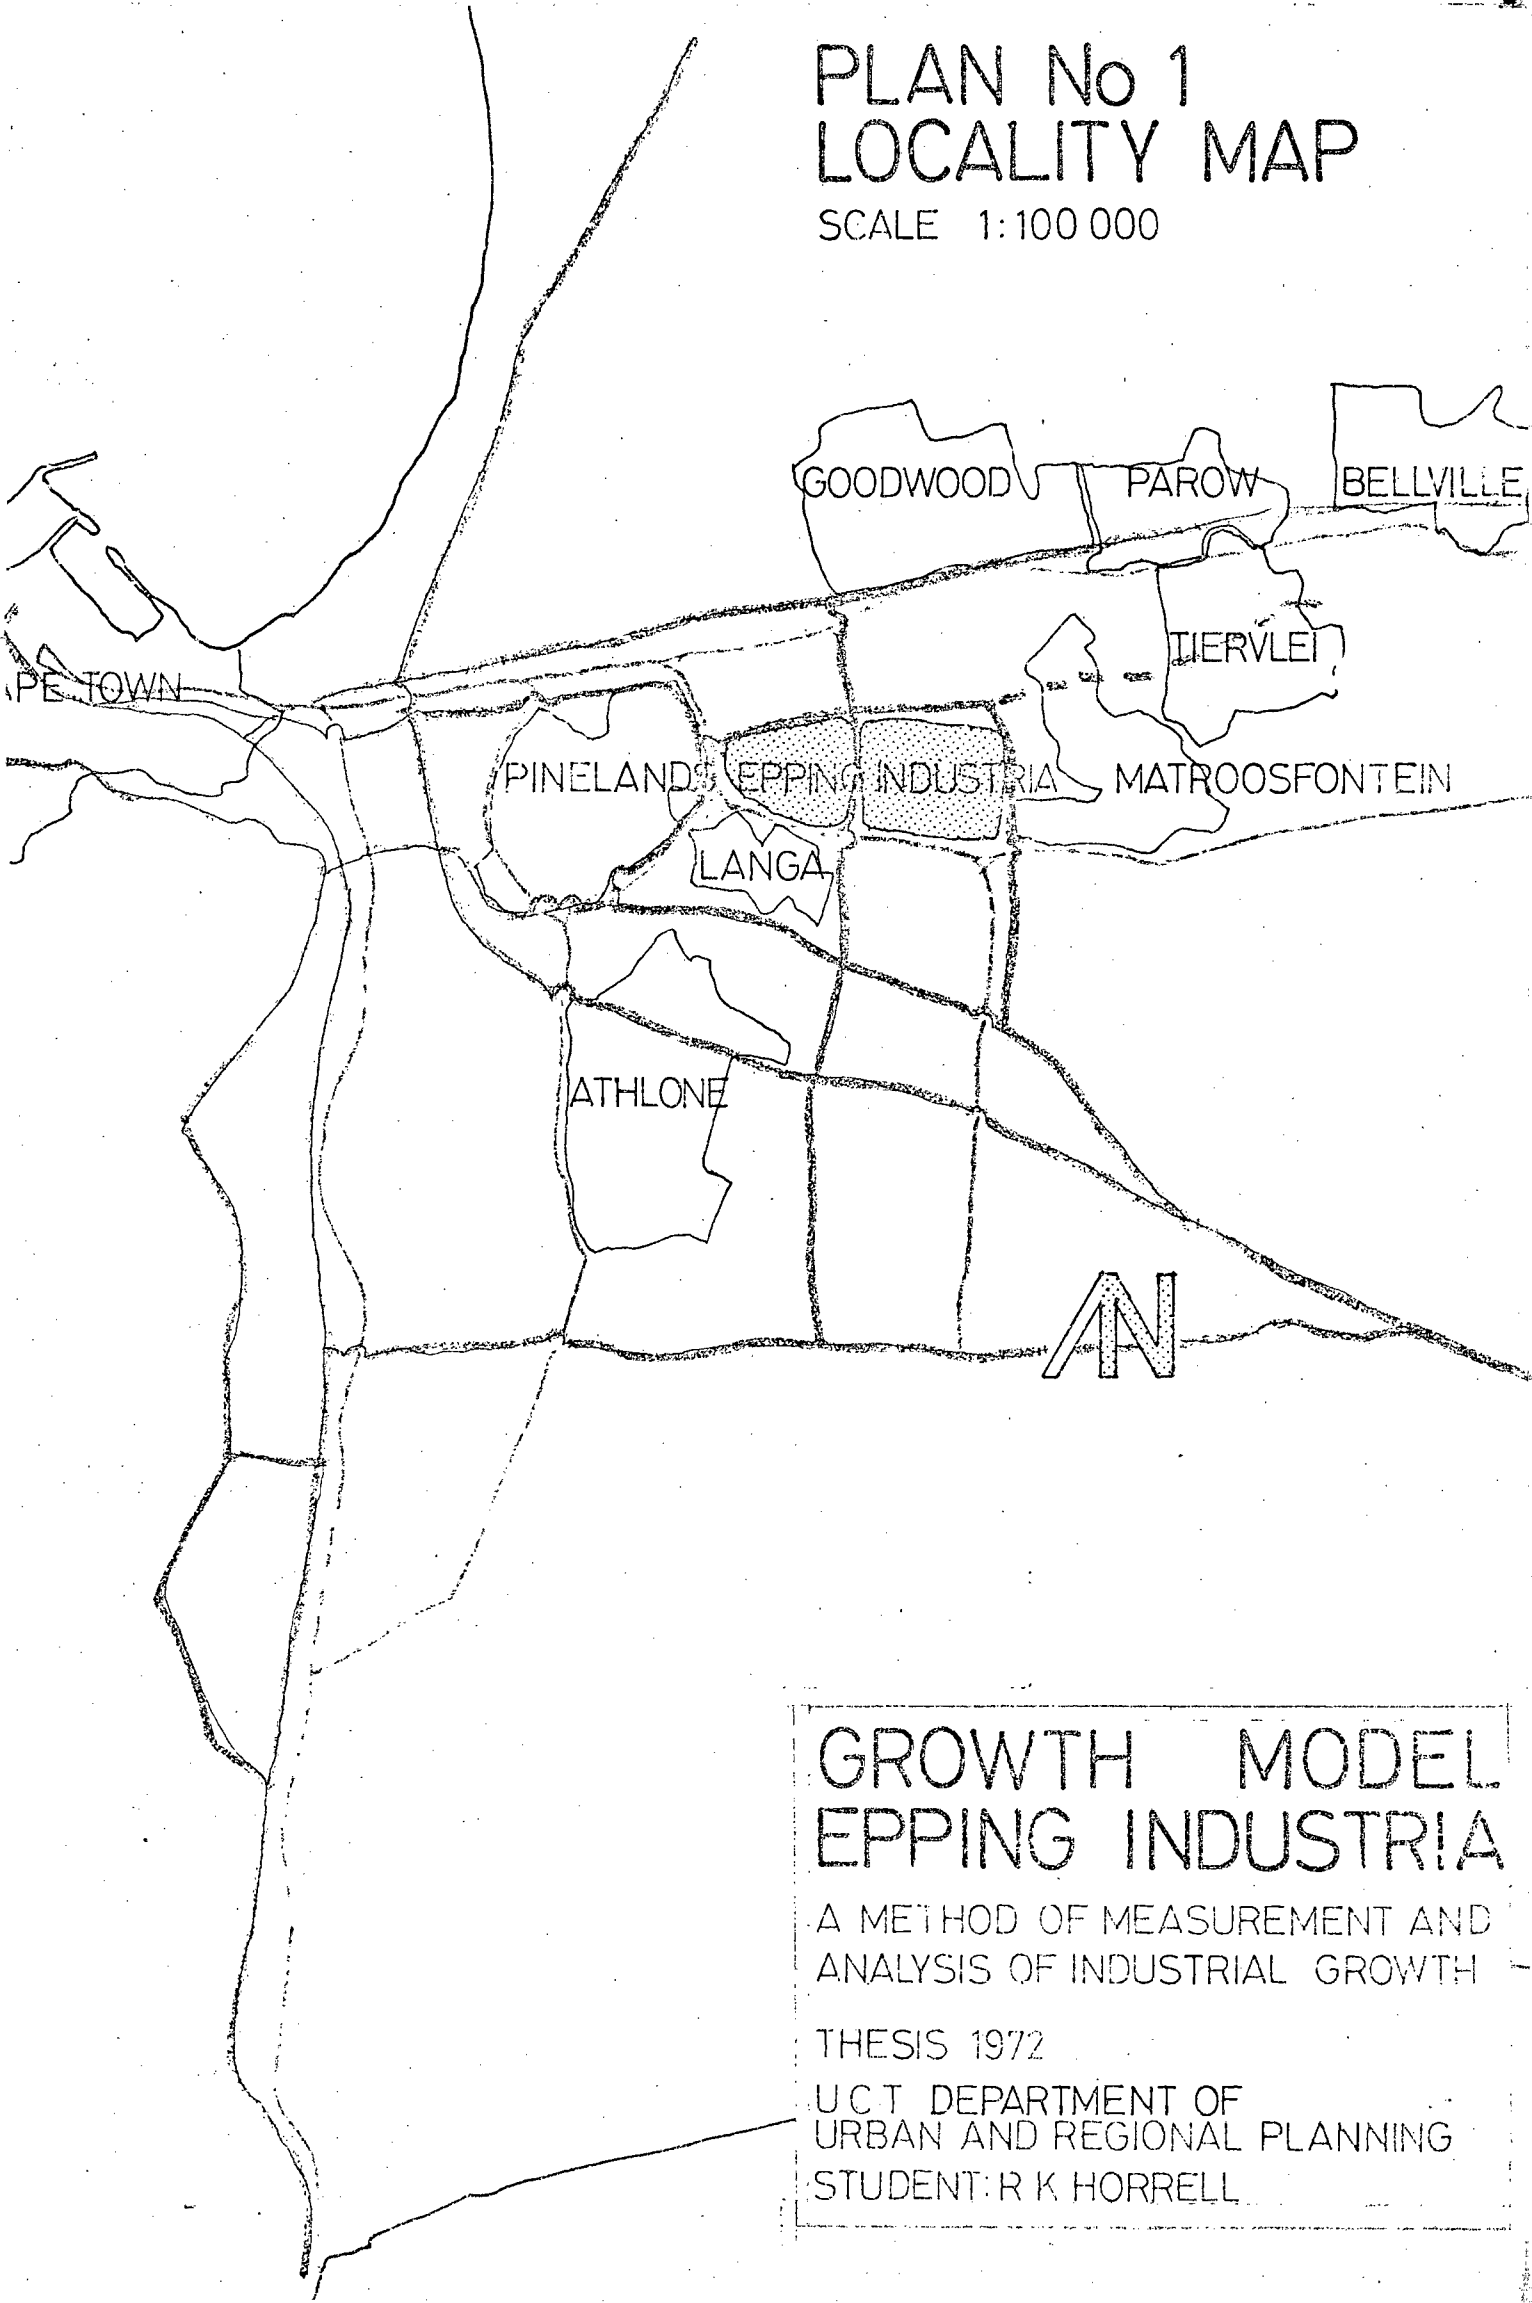 PLAN No 1
LOCALITY MAP
SCALE 1:100 000
GOODWOOD
PAROW
BELLVILLE
TIERVLEI
PE TOWN
PINELANDS
EPPING INDUSTRIA
MATROOSFONTEIN
LANGA
ATHLONE
N
GROWTH MODEL
EPPING INDUSTRIA
A METHOD OF MEASUREMENT AND
ANALYSIS OF INDUSTRIAL GROWTH
THESIS 1972
U C T DEPARTMENT OF
URBAN AND REGIONAL PLANNING
STUDENT: R K HORRELL